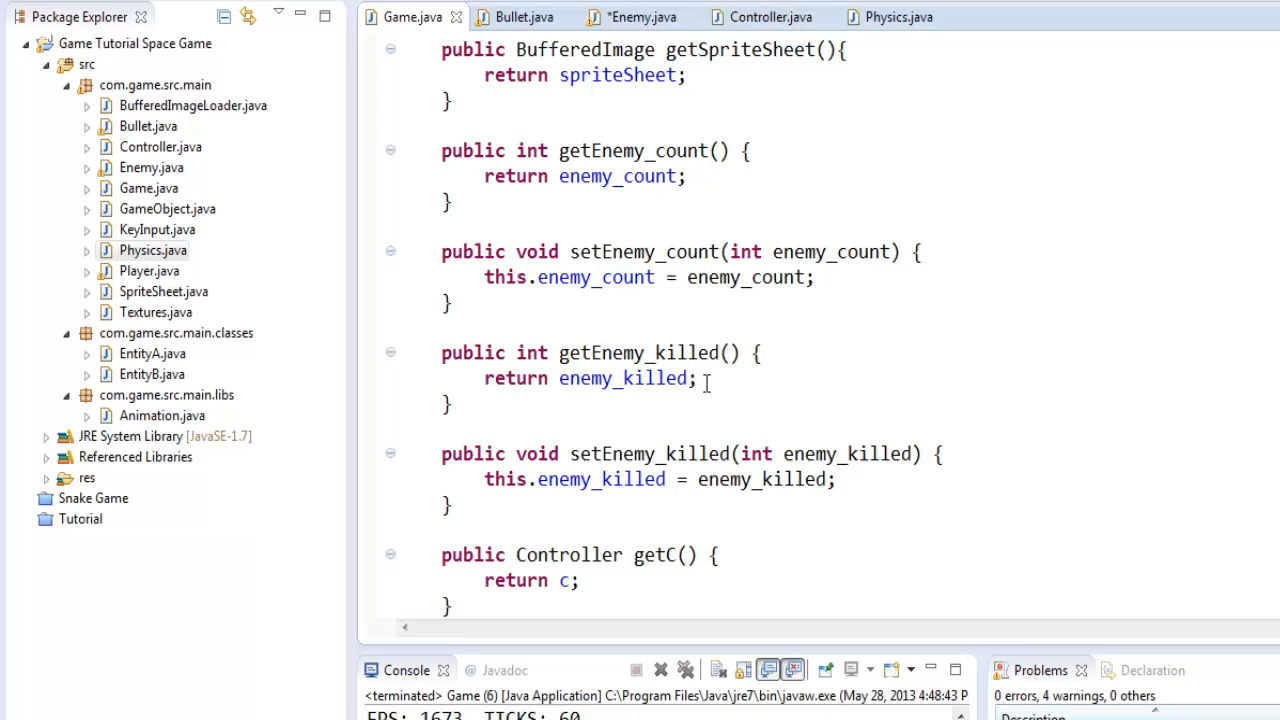 Package Explorer
Game Tutorial Space Game
src
com.game.src.main
BufferedImageLoader.java
Bullet.java
Controller.java
Enemy.java
Game.java
GameObject.java
KeyInput.java
Physics.java
Player.java
SpriteSheet.java
Textures.java
com.game.src.main.classes
EntityA.java
EntityB.java
com.game.src.main.libs
Animation.java
JRE System Library [JavaSE-1.7]
Referenced Libraries
res
Snake Game
Tutorial
Game.java Bullet.java *Enemy.java Controller.java Physics.java
public BufferedImage getSpriteSheet(){
return spriteSheet;
}
public int getEnemy_count() {
return enemy_count;
}
public void setEnemy_count(int enemy_count) {
this.enemy_count = enemy_count;
}
public int getEnemy_killed() {
return enemy_killed;
}
public void setEnemy_killed(int enemy_killed) {
this.enemy_killed = enemy_killed;
}
public Controller getC() {
return c;
}
Console @ Javadoc
<terminated> Game (6) [Java Application] C:\Program Files\Java\jre7\bin\javaw.exe (May 28, 2013 4:48:43 P
FPS: 1673 TICKS: 60
Problems Declaration
0 errors, 4 warnings, 0 others
Description